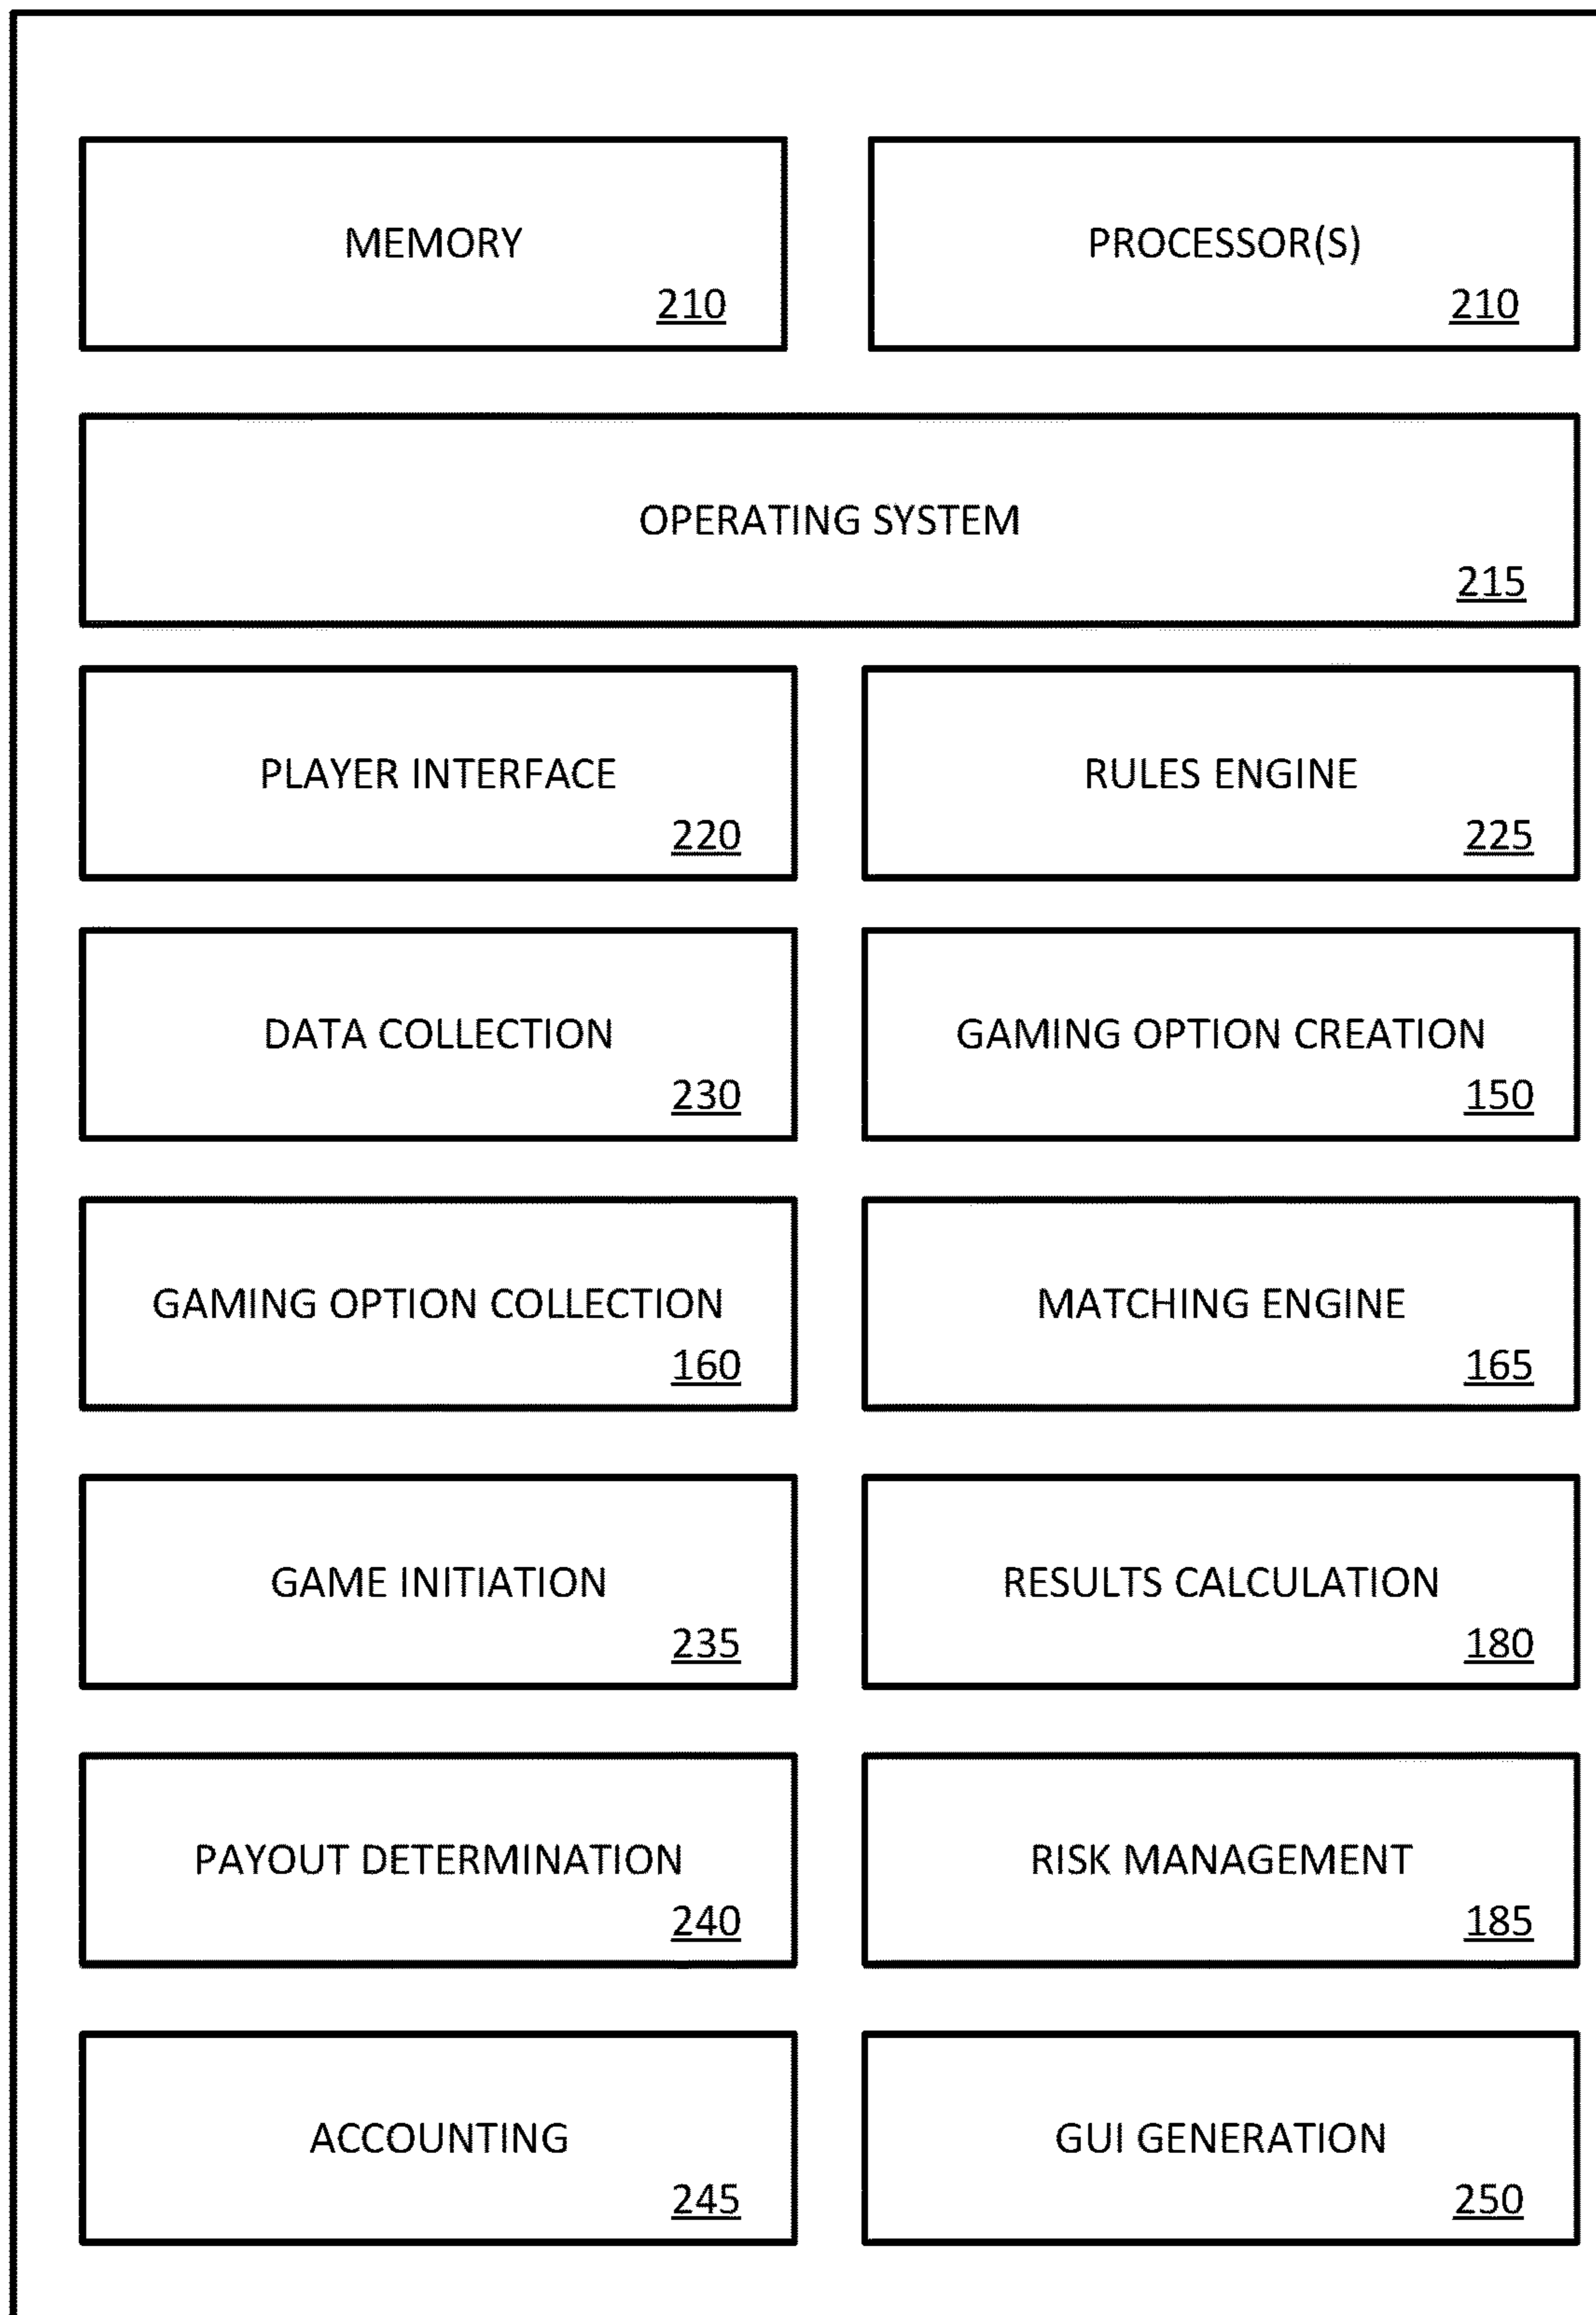 MEMORY
210
PROCESSOR(S)
210
OPERATING SYSTEM
215
PLAYER INTERFACE
220
RULES ENGINE
225
DATA COLLECTION
230
GAMING OPTION CREATION
150
GAMING OPTION COLLECTION
160
MATCHING ENGINE
165
GAME INITIATION
235
RESULTS CALCULATION
180
PAYOUT DETERMINATION
240
RISK MANAGEMENT
185
ACCOUNTING
245
GUI GENERATION
250